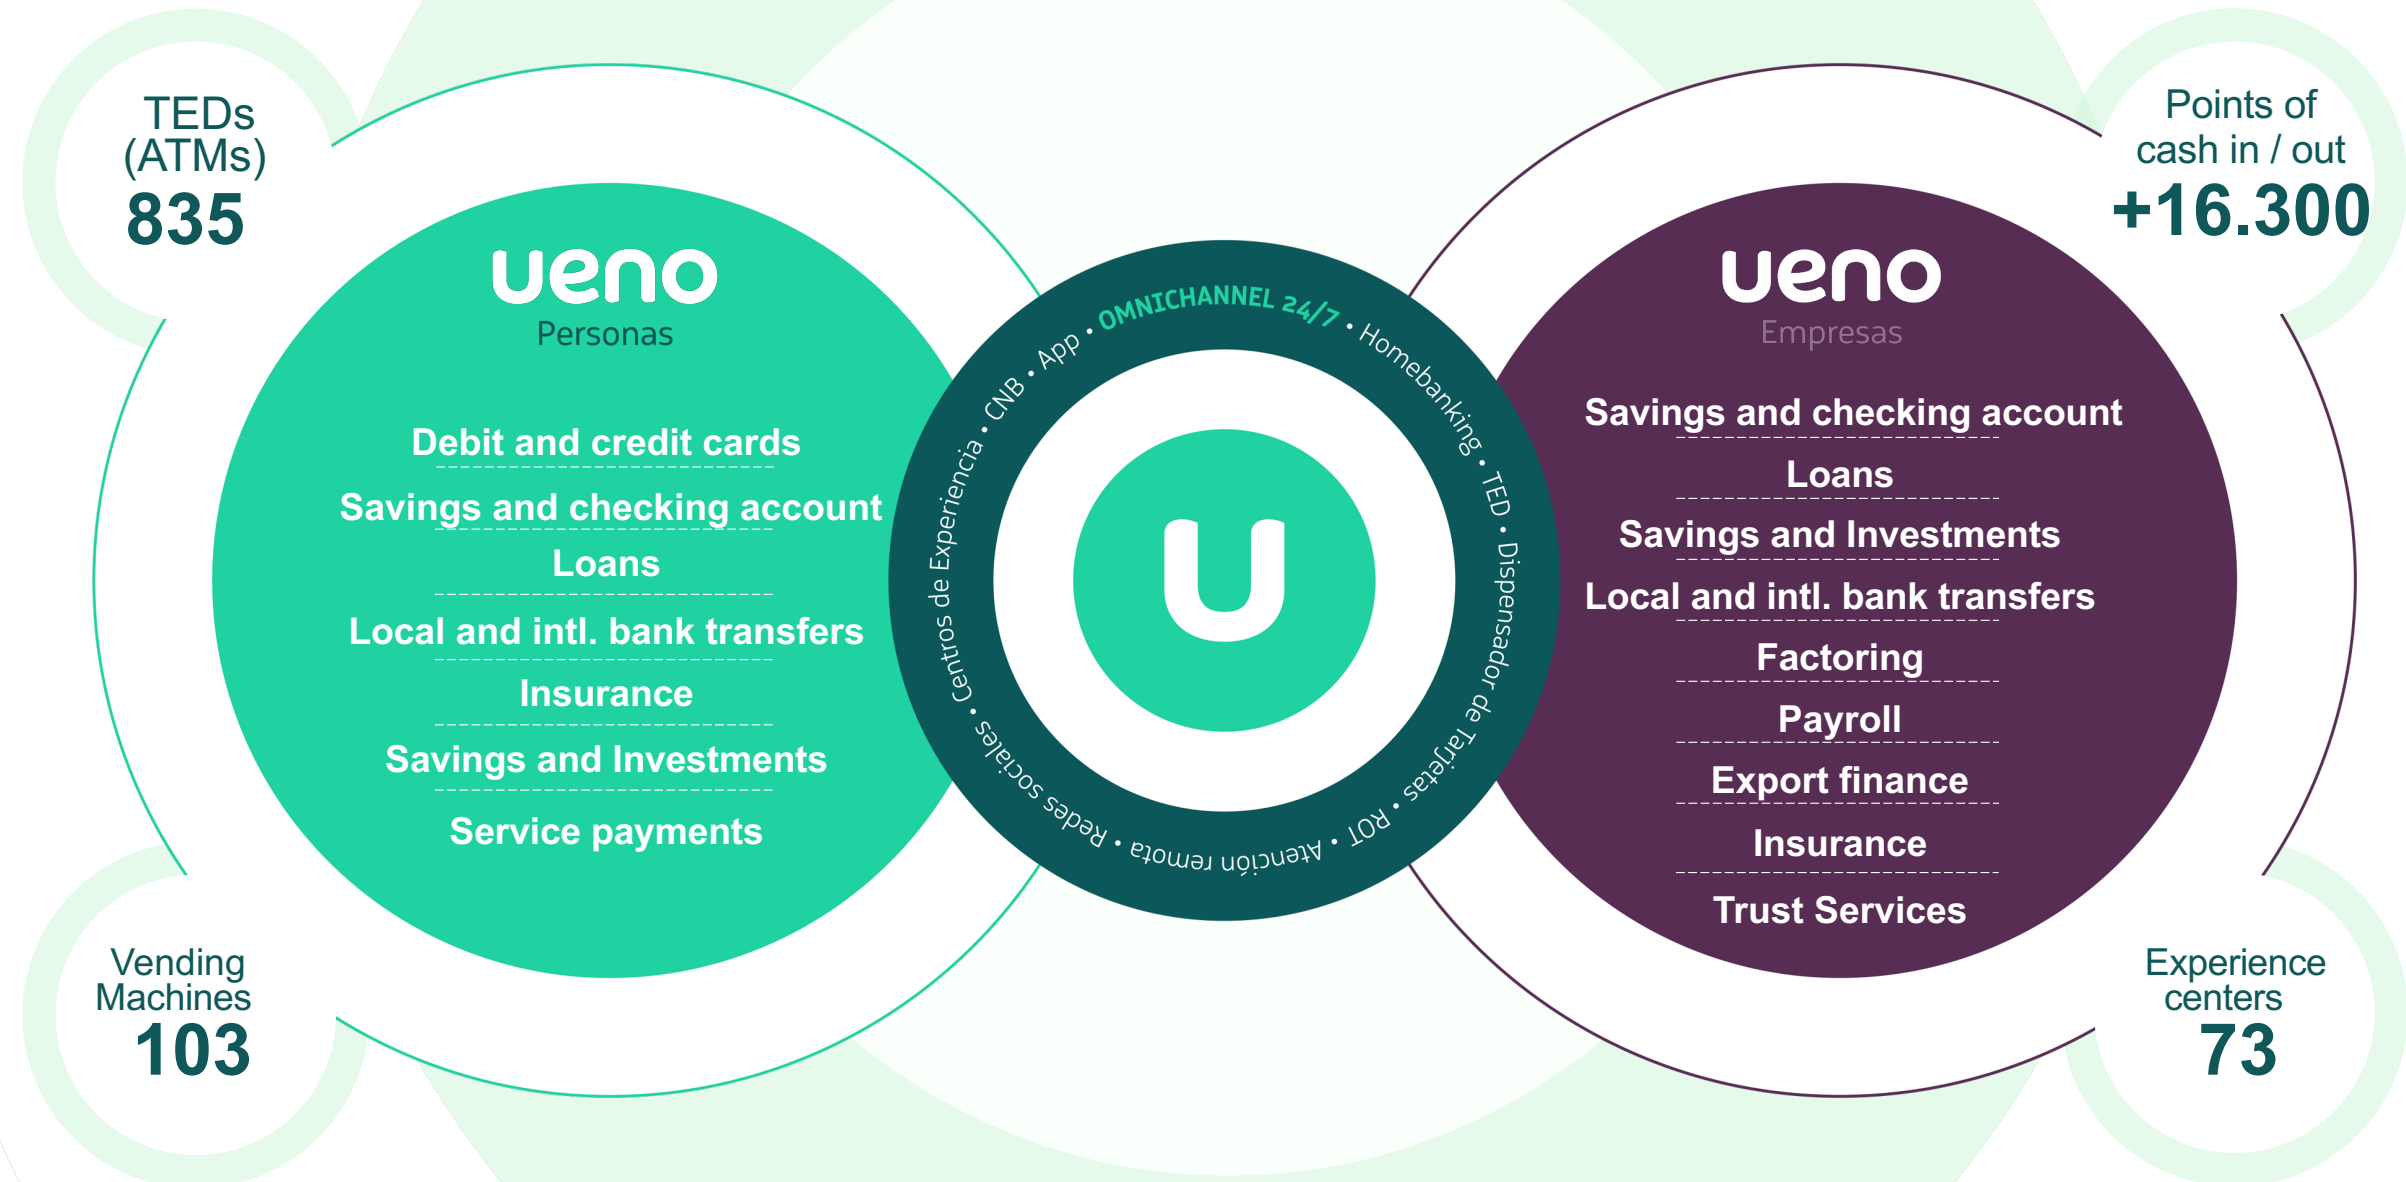 TEDs
(ATMs)
835
ueno
Personas
Debit and credit cards
Savings and checking account
Loans
Local and intl. bank transfers
Insurance
Savings and Investments
Service payments
Vending
Machines
103
OMNICHANNEL 24/7 • Homebanking • TED • Dispensador de Tarjetas • ROT • Atención remota • Redes sociales • Centros de Experiencia • CNB • App •
u
Points of
cash in / out
+16.300
ueno
Empresas
Savings and checking account
Loans
Savings and Investments
Local and intl. bank transfers
Factoring
Payroll
Export finance
Insurance
Trust Services
Experience
centers
73